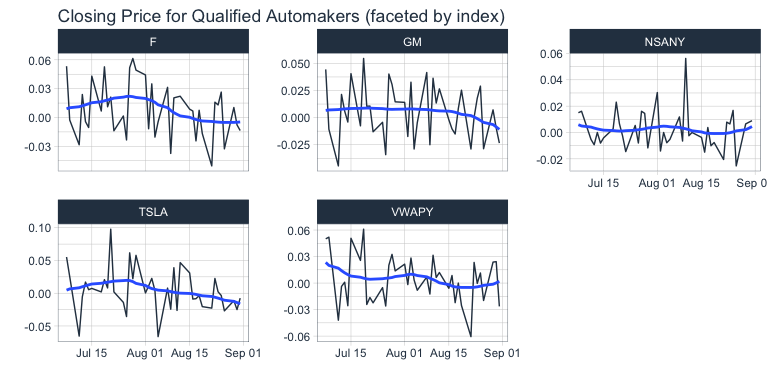 Closing Price for Qualified Automakers (faceted by index)
F
GM
NSANY
0.06
0.03
0.00
-0.03
0.050
0.025
0.000
-0.025
0.06
0.04
0.02
0.00
-0.02
Jul 15
Aug 01
Aug 15
Sep 0
TSLA
VWAPY
0.10
0.05
0.00
-0.05
0.06
0.03
0.00
-0.03
-0.06
Jul 15
Aug 01
Aug 15
Sep 01
Jul 15
Aug 01
Aug 15
Sep 01